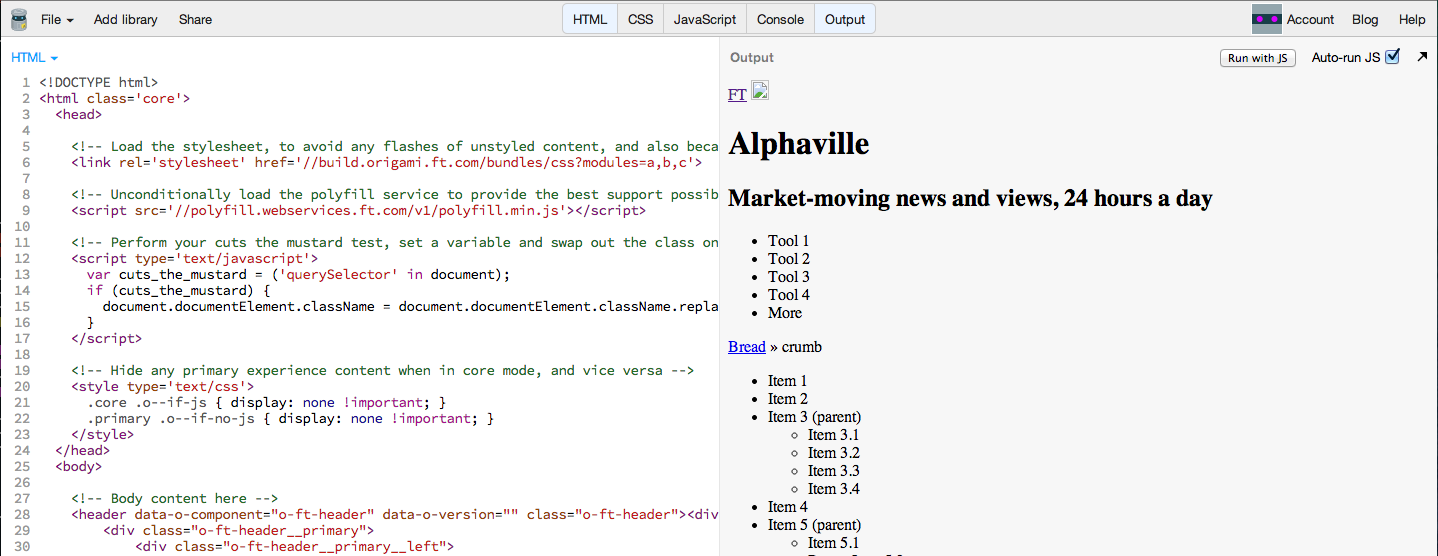 File Add library Share HTML CSS JavaScript Console Output Account Blog Help
HTML
1 <!DOCTYPE html>
2 <html class='core'>
3 <head>
4
5 <!-- Load the stylesheet, to avoid any flashes of unstyled content, and also beca
6 <link rel='stylesheet' href='//build.origami.ft.com/bundles/css?modules=a,b,c'>
7
8 <!-- Unconditionally load the polyfill service to provide the best support possib
9 <script src='//polyfill.webservices.ft.com/v1/polyfill.min.js'></script>
10
11 <!-- Perform your cuts the mustard test, set a variable and swap out the class on
12 <script type='text/javascript'>
13 var cuts_the_mustard = ('querySelector' in document);
14 if (cuts_the_mustard) {
15 document.documentElement.className = document.documentElement.className.repla
16 }
17 </script>
18
19 <!-- Hide any primary experience content when in core mode, and vice versa -->
20 <style type='text/css'>
21 .core .o--if-js { display: none !important; }
22 .primary .o--if-no-js { display: none !important; }
23 </style>
24 </head>
25 <body>
26
27 <!-- Body content here -->
28 <header data-o-component="o-ft-header" data-o-version="" class="o-ft-header"><div
29 <div class="o-ft-header__primary">
30 <div class="o-ft-header__primary__left">
Output Run with JS Auto-run JS
FT
Alphaville
Market-moving news and views, 24 hours a day
Tool 1
Tool 2
Tool 3
Tool 4
More
Bread » crumb
Item 1
Item 2
Item 3 (parent)
Item 3.1
Item 3.2
Item 3.3
Item 3.4
Item 4
Item 5 (parent)
Item 5.1